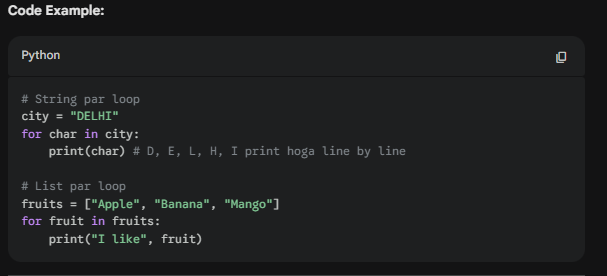 Code Example:
Python
# String par loop
city = "DELHI"
for char in city:
    print(char) # D, E, L, H, I print hoga line by line
# List par loop
fruits = ["Apple", "Banana", "Mango"]
for fruit in fruits:
    print("I like", fruit)